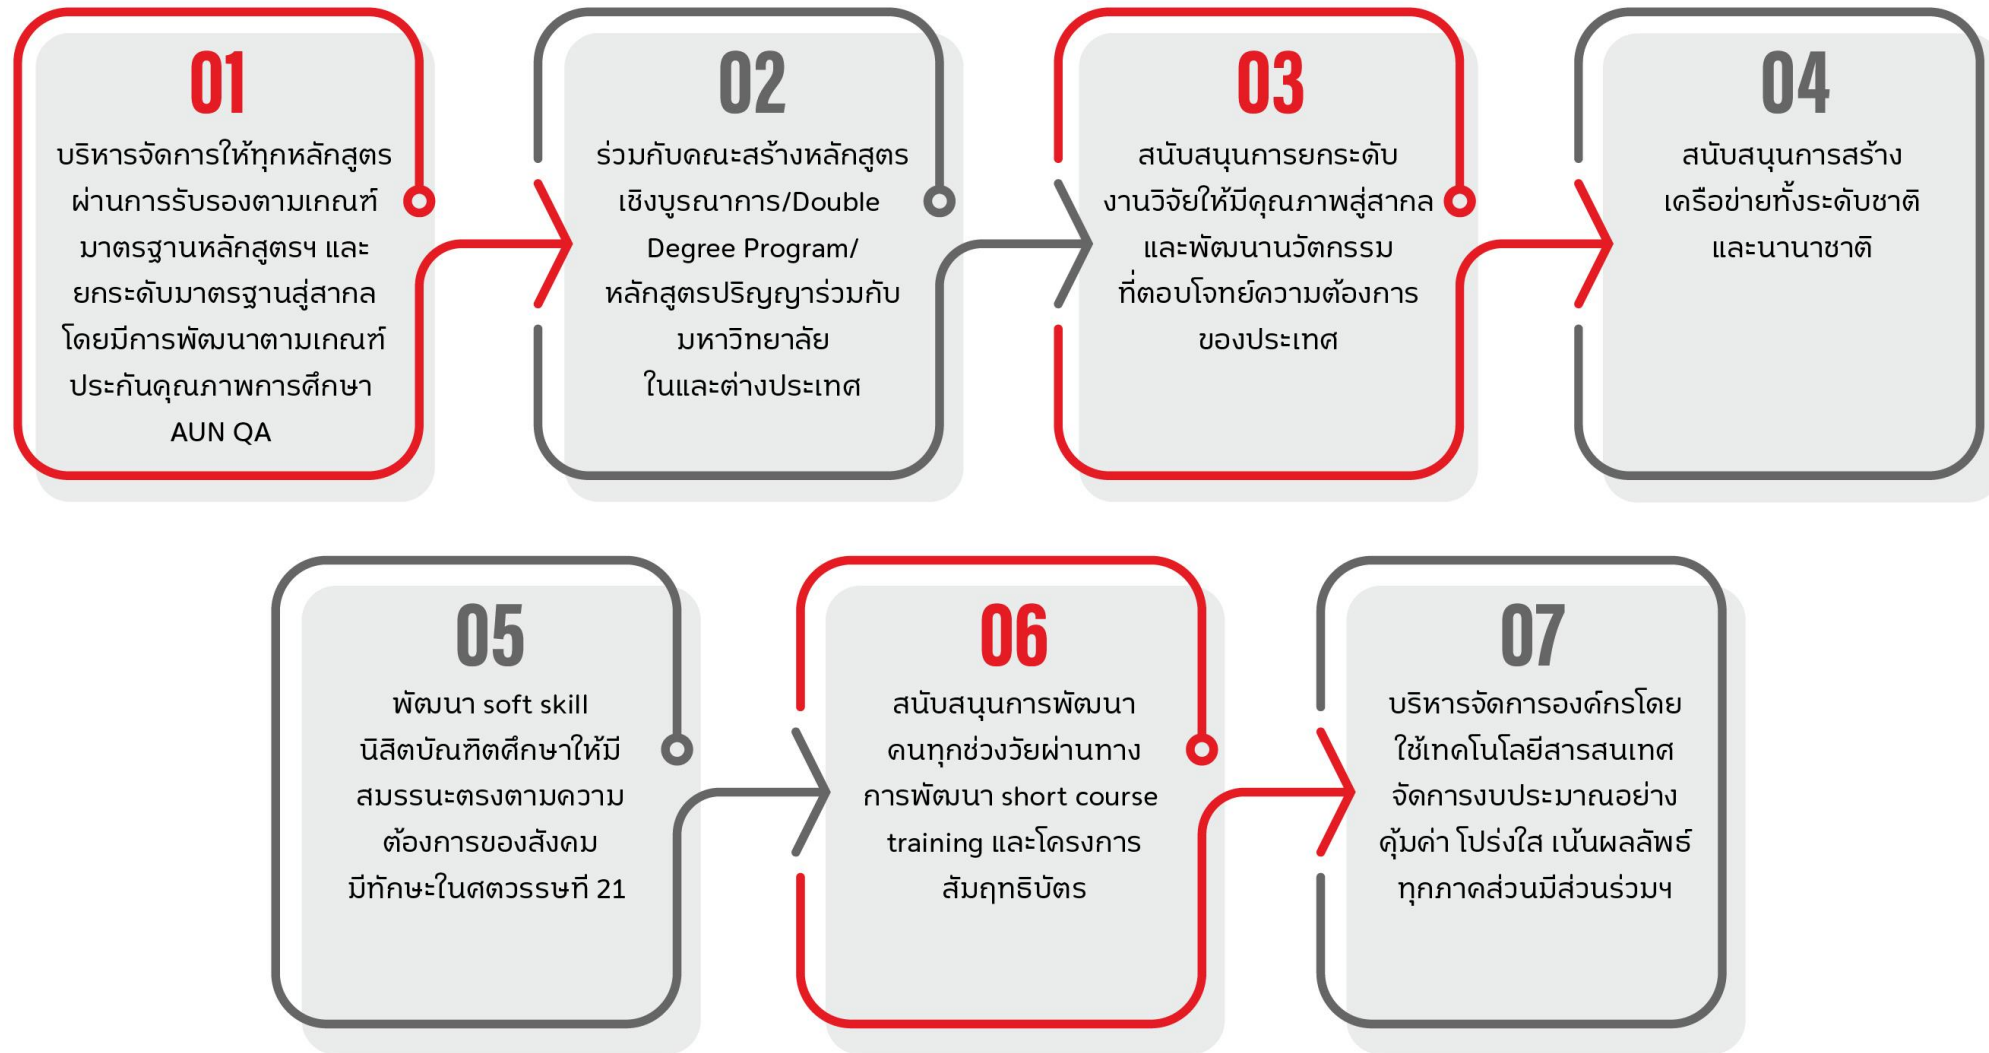 01
บริหารจัดการให้ทุกหลักสูตร
ผ่านการรับรองตามเกณฑ์
มาตรฐานหลักสูตรฯ และ
ยกระดับมาตรฐานสู่สากล
โดยมีการพัฒนาตามเกณฑ์
ประกันคุณภาพการศึกษา
AUN QA
02
ร่วมกับคณะสร้างหลักสูตร
เชิงบูรณาการ/Double
Degree Program/
หลักสูตรปริญญาร่วมกับ
มหาวิทยาลัย
ในและต่างประเทศ
03
สนับสนุนการยกระดับ
งานวิจัยให้มีคุณภาพสู่สากล
และพัฒนานวัตกรรม
ที่ตอบโจทย์ความต้องการ
ของประเทศ
04
สนับสนุนการสร้าง
เครือข่ายทั้งระดับชาติ
และนานาชาติ
05
พัฒนา soft skill
นิสิตบัณฑิตศึกษาให้มี
สมรรนะตรงตามความ
ต้องการของสังคม
มีทักษะในศตวรรษที่ 21
06
สนับสนุนการพัฒนา
คนทุกช่วงวัยผ่านทาง
การพัฒนา short course
training และโครงการ
สัมฤทธิบัตร
07
บริหารจัดการองค์กรโดย
ใช้เทคโนโลยีสารสนเทศ
จัดการงบประมาณอย่าง
คุ้มค่า โปร่งใส เน้นผลลัพธ์
ทุกภาคส่วนมีส่วนร่วมฯ